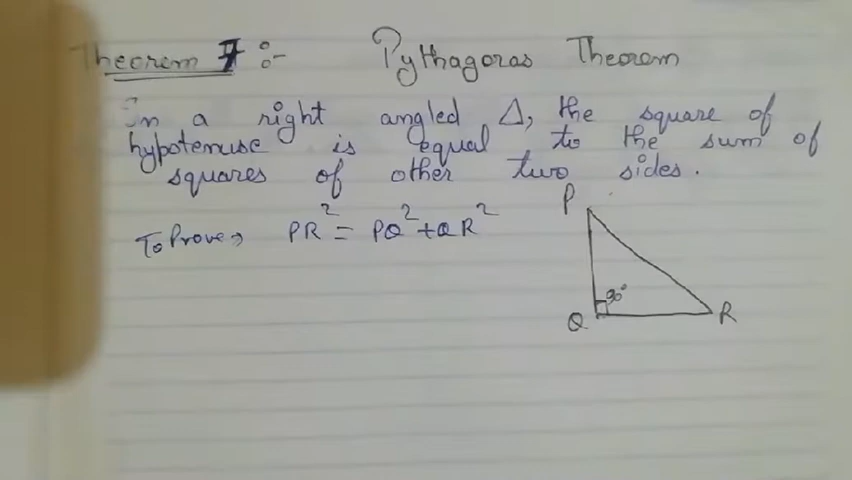 Theorem 7 :- Pythagoras Theorem
In a right angled Δ, the square of
hypotenuse is equal to the sum of
squares of other two sides.
To Prove → PR² = PQ² + QR²
P
90°
Q
R